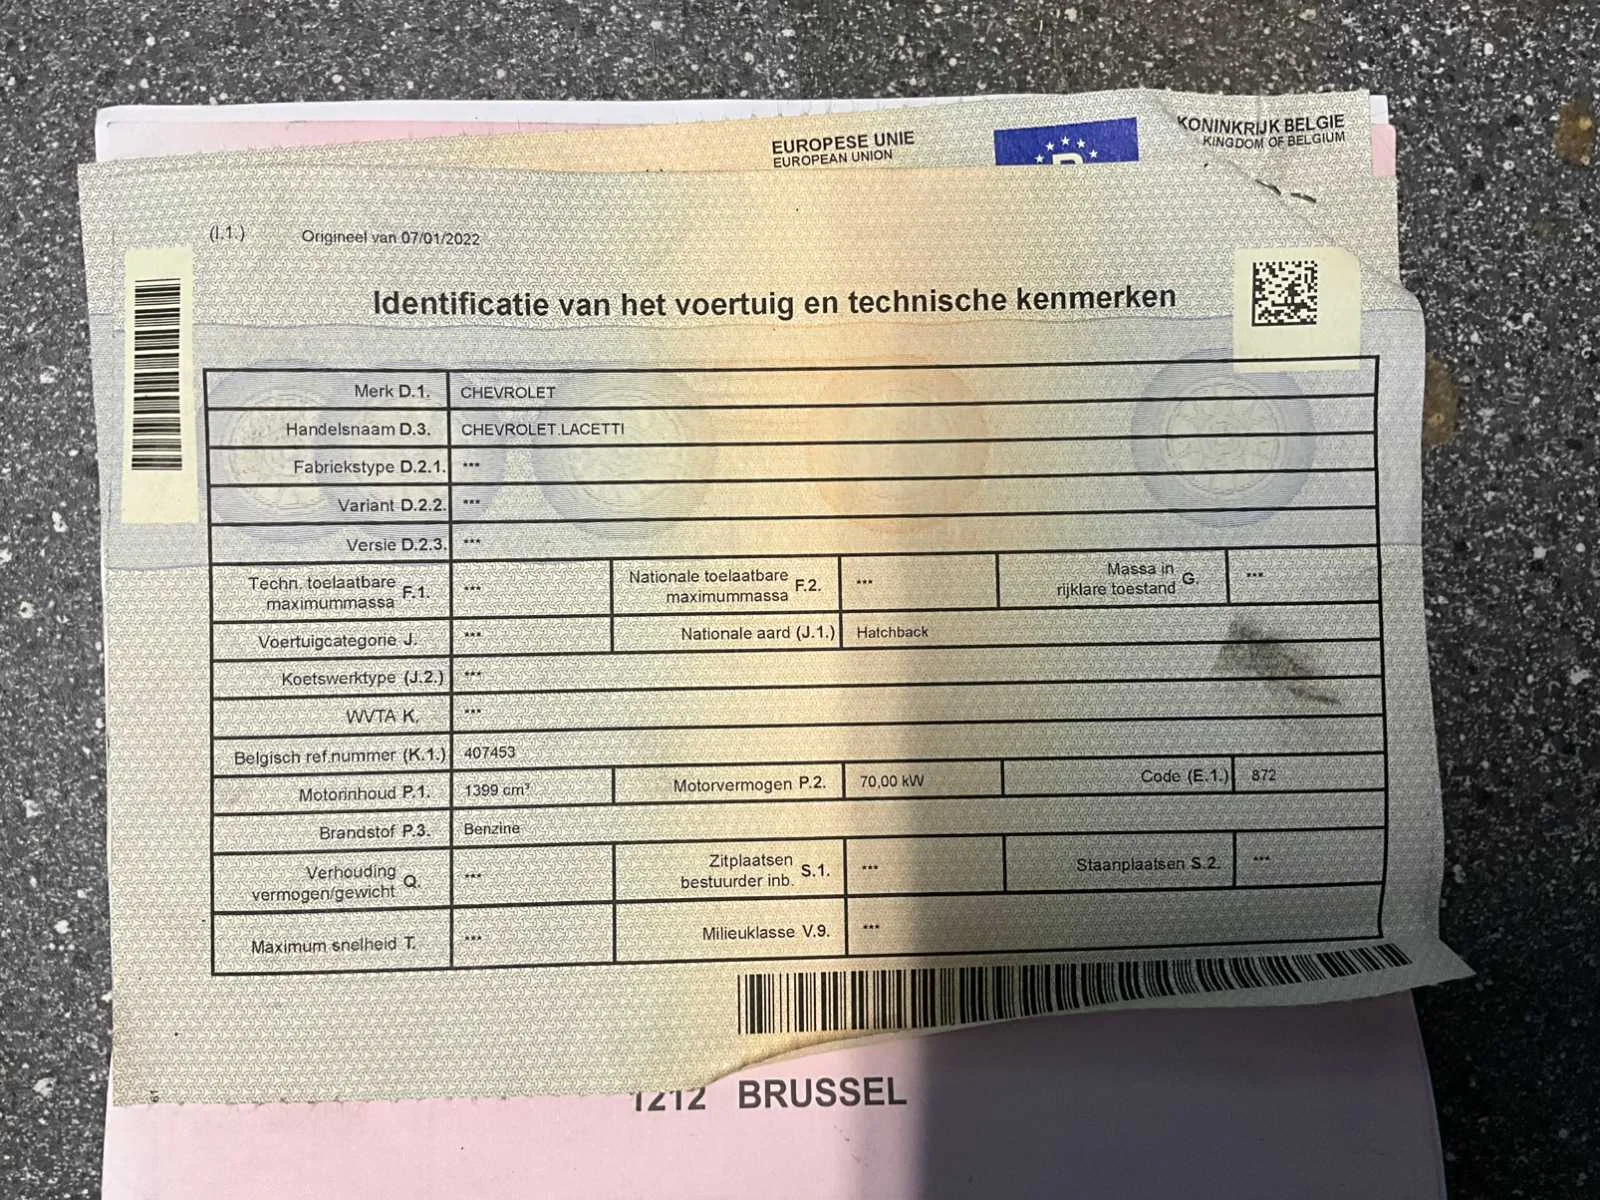 EUROPESE UNIE
EUROPEAN UNION
B
KONINKRIJK BELGIE
KINGDOM OF BELGIUM
(I.1.) Origineel van 07/01/2022
Identificatie van het voertuig en technische kenmerken
Merk D.1. CHEVROLET
Handelsnaam D.3. CHEVROLET.LACETTI
Fabriekstype D.2.1. ***
Variant D.2.2. ***
Versie D.2.3. ***
Techn. toelaatbare maximummassa F.1. *** Nationale toelaatbare maximummassa F.2. *** Massa in rijklare toestand G. ***
Voertuigcategorie J. *** Nationale aard (J.1.) Hatchback
Koetswerktype (J.2.) ***
WVTA K. ***
Belgisch ref.nummer (K.1.) 407453
Motorinhoud P.1. 1399 cm³ Motorvermogen P.2. 70,00 kW Code (E.1.) 872
Brandstof P.3. Benzine
Verhouding vermogen/gewicht Q. *** Zitplaatsen bestuurder inb. S.1. *** Staanplaatsen S.2. ***
Maximum snelheid T. *** Milieuklasse V.9. ***
1212 BRUSSEL